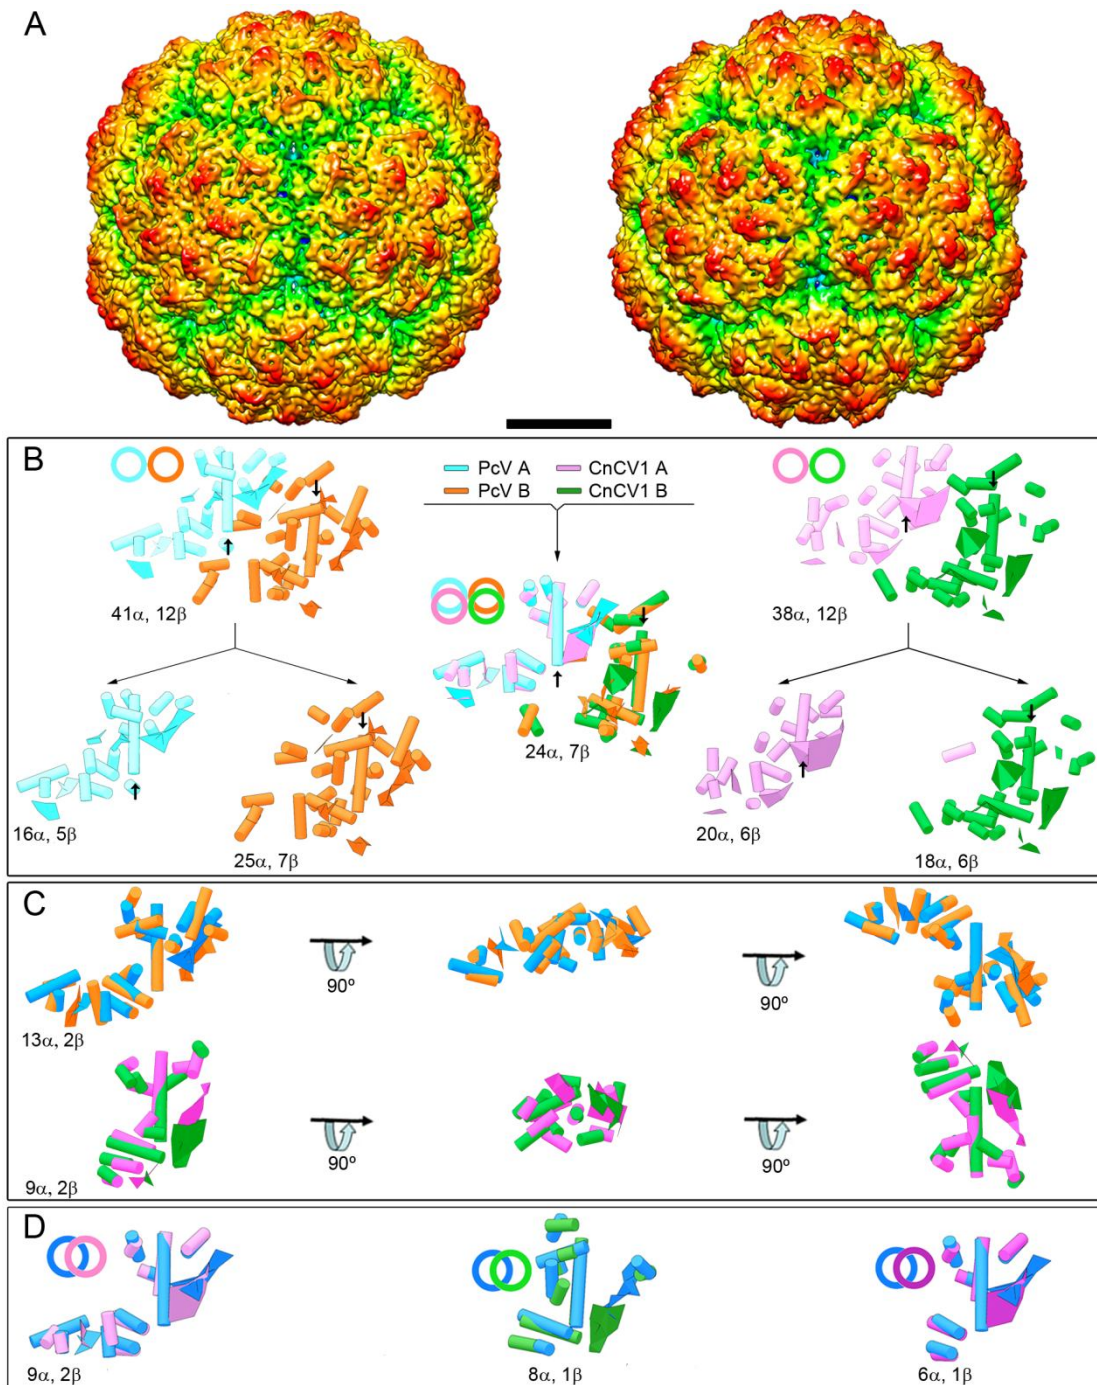 A
B
PcV A
CnCV1 A
PcV B
CnCV1 B
41α, 12β
38α, 12β
24α, 7β
16α, 5β
25α, 7β
20α, 6β
18α, 6β
C
90º
90º
13α, 2β
90º
90º
9α, 2β
D
9α, 2β
8α, 1β
6α, 1β